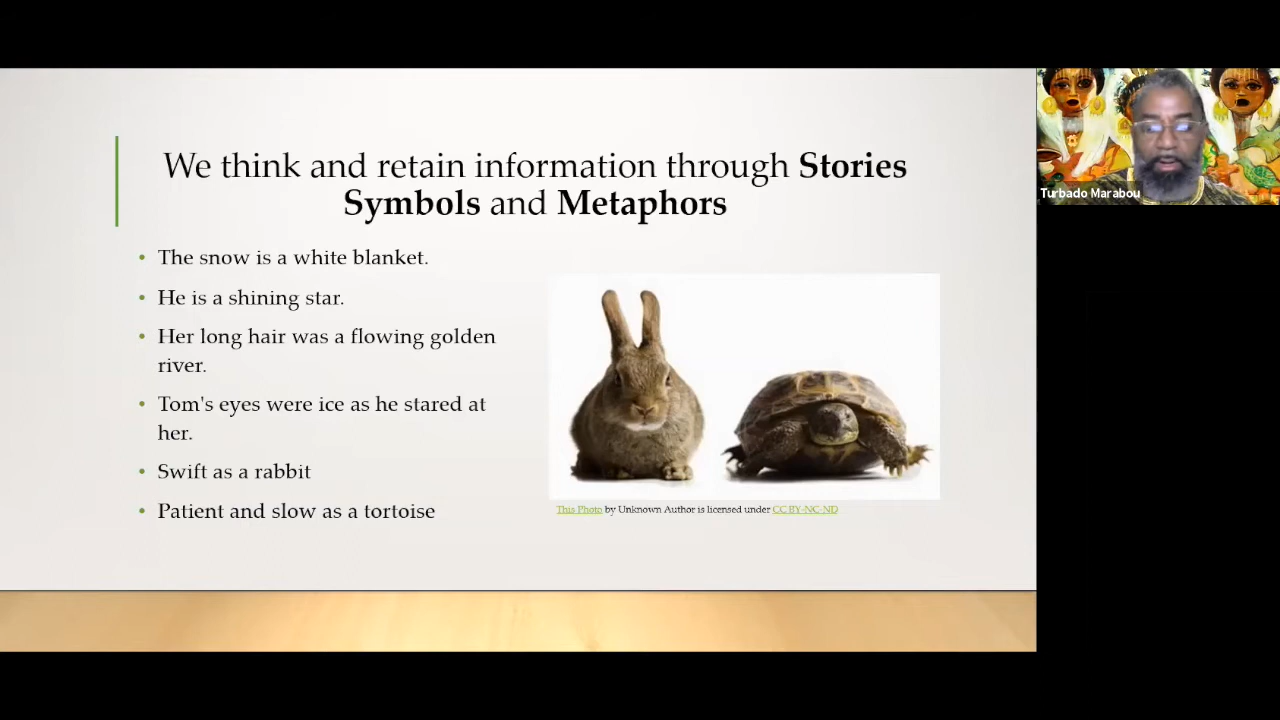 We think and retain information through Stories
Symbols and Metaphors
• The snow is a white blanket.
• He is a shining star.
• Her long hair was a flowing golden
river.
• Tom's eyes were ice as he stared at
her.
• Swift as a rabbit
• Patient and slow as a tortoise
This Photo by Unknown Author is licensed under CC BY-NC-ND
Turbado Marabou